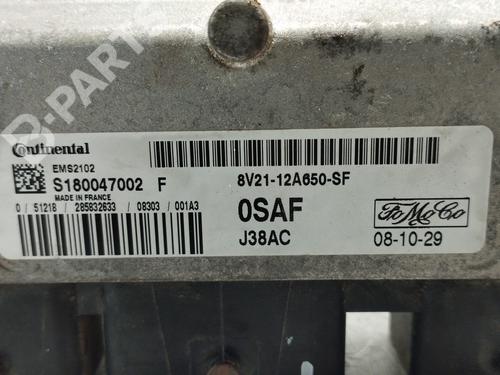 B-PARTS
Continental
EMS2102
S180047002 F
MADE IN FRANCE
0 / 51218 / 285832633 / 08303 / 001A3
8V21-12A650-SF
0SAF
FoMoCo
J38AC
08-10-29